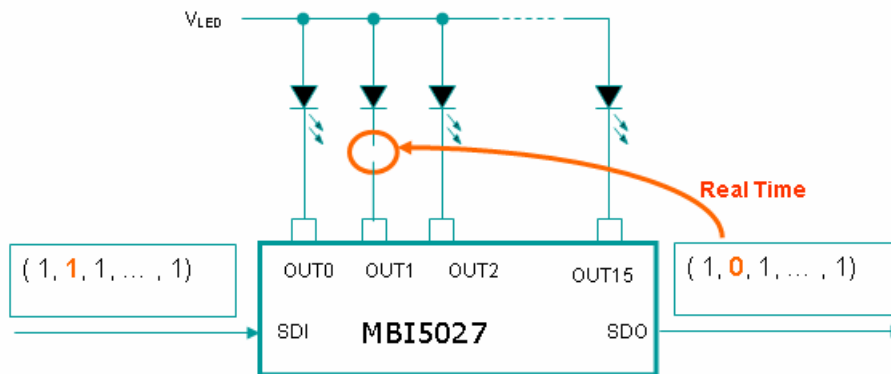 VLED
Real Time
( 1, 1, 1, ... , 1)
OUT0 OUT1 OUT2 OUT15
( 1, 0, 1, ... , 1)
SDI MBI5027 SDO